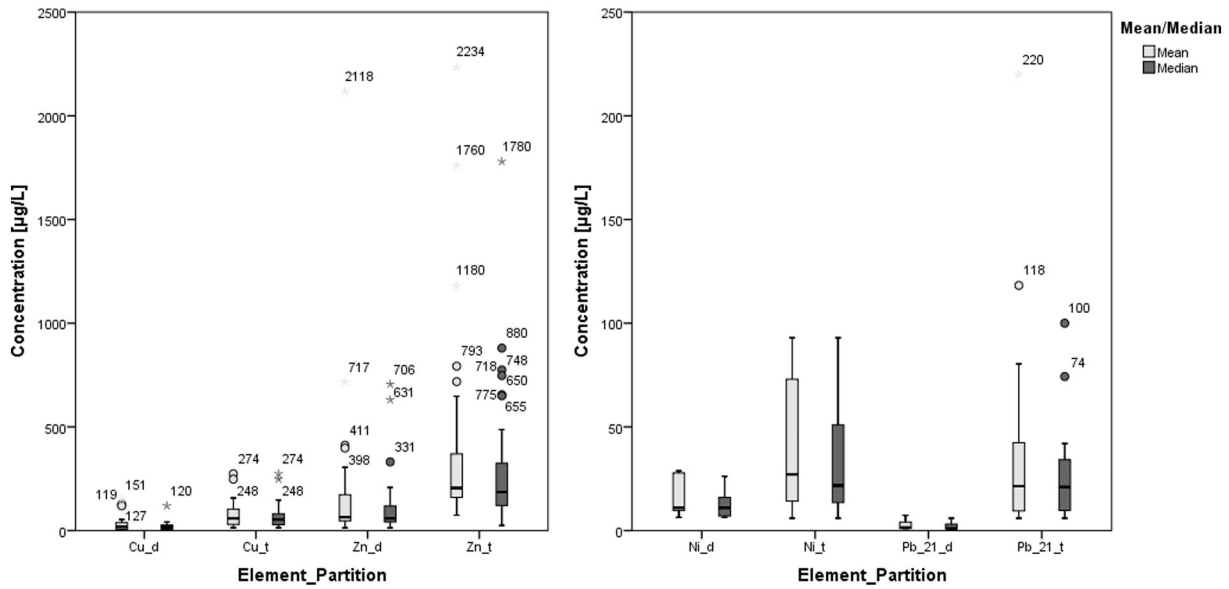 2500
2000
1500
1000
500
0
Concentration [µg/L]
2234
2118
1760
1780
1180
880
793
748
718
717
706
650
775
631
655
411
331
398
274
274
248
248
151
119
120
127
Cu_d
Cu_t
Zn_d
Zn_t
Element_Partition
250
200
150
100
50
0
Concentration [µg/L]
220
118
100
74
Ni_d
Ni_t
Pb_21_d
Pb_21_t
Element_Partition
Mean/Median
Mean
Median